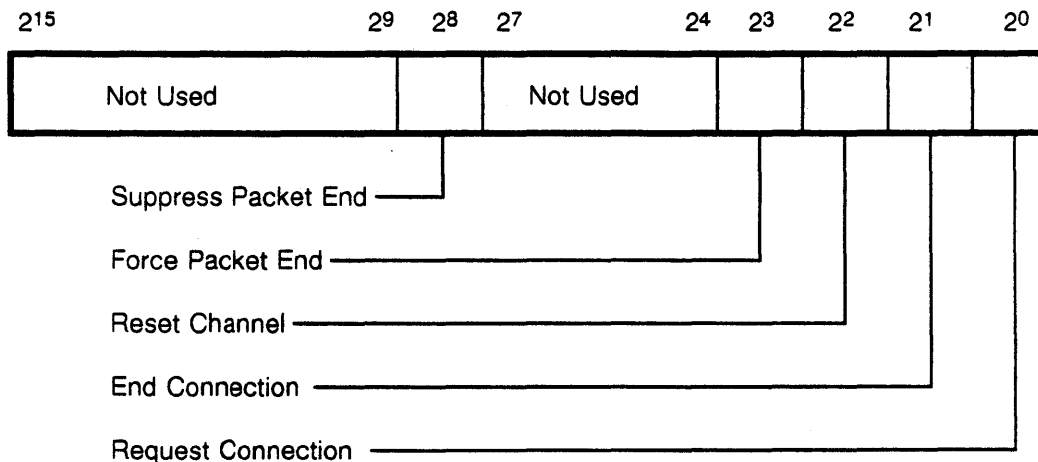 2¹⁵ 2⁹ 2⁸ 2⁷ 2⁴ 2³ 2² 2¹ 2⁰
Not Used Not Used
Suppress Packet End
Force Packet End
Reset Channel
End Connection
Request Connection